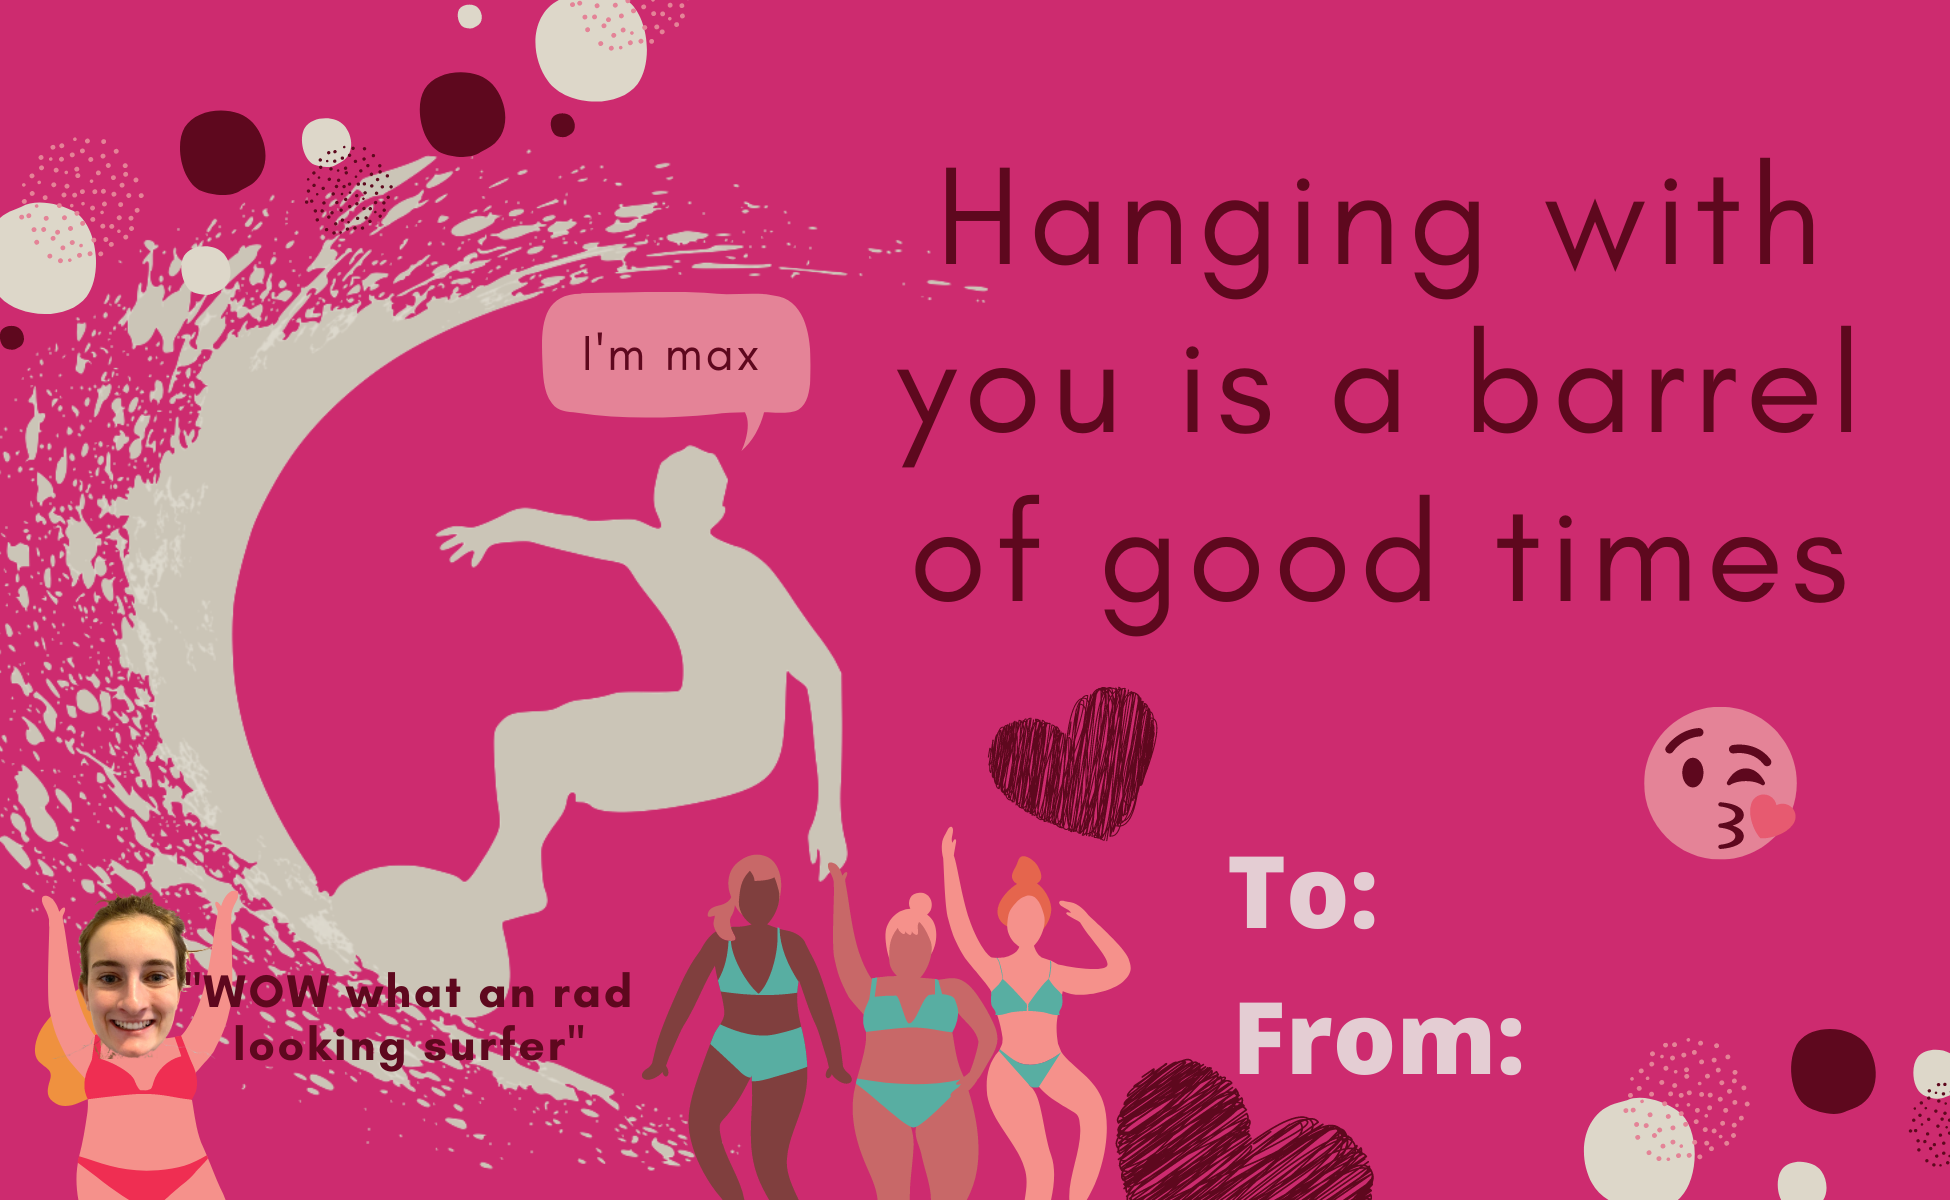 Hanging with
you is a barrel
of good times
I'm max
"WOW what an rad
looking surfer"
To:
From: